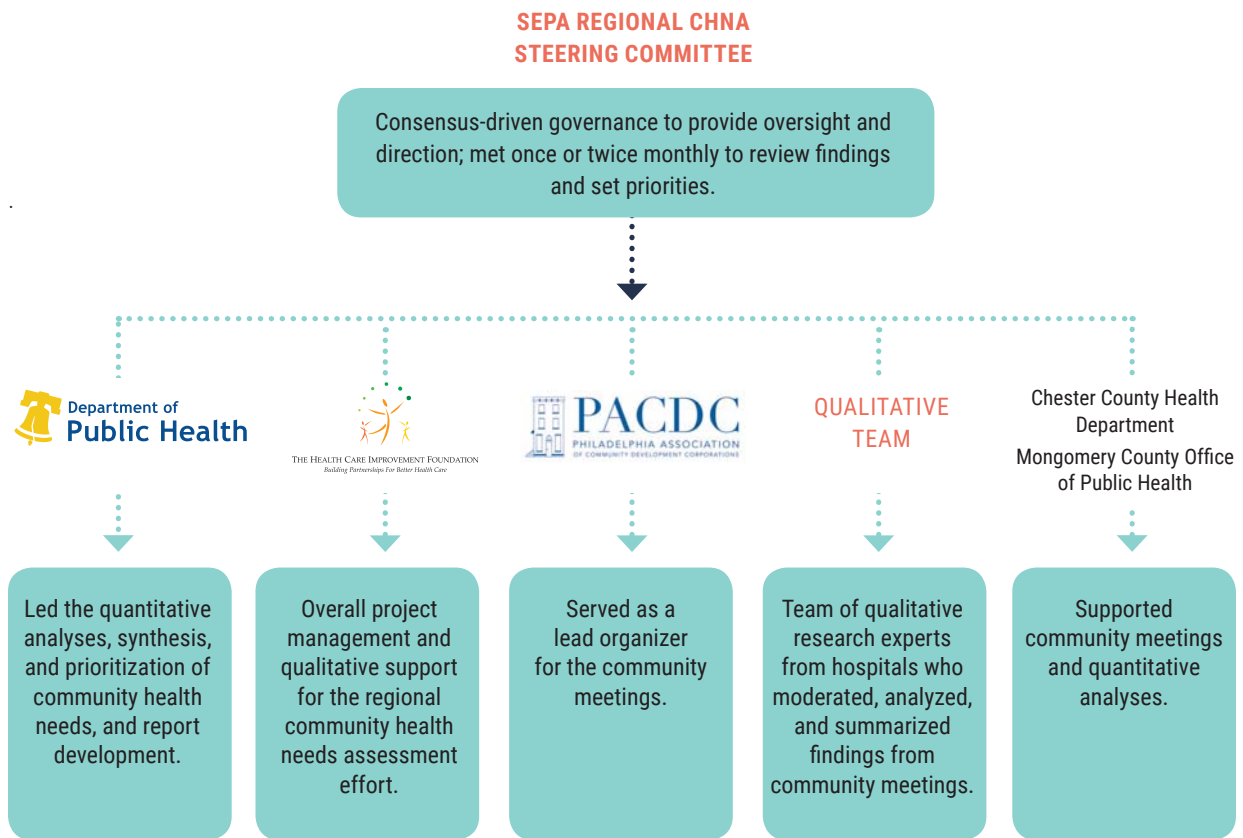 SEPA REGIONAL CHNA
STEERING COMMITTEE
Consensus-driven governance to provide oversight and
direction; met once or twice monthly to review findings
and set priorities.
.
Department of
Public Health
THE HEALTH CARE IMPROVEMENT FOUNDATION
Building Partnerships For Better Health Care
PACDC
PHILADELPHIA ASSOCIATION
OF COMMUNITY DEVELOPMENT CORPORATIONS
QUALITATIVE
TEAM
Chester County Health
Department
Mongomery County Office
of Public Health
Led the quantitative
analyses, synthesis,
and prioritization of
community health
needs, and report
development.
Overall project
management and
qualitative support
for the regional
community health
needs assessment
effort.
Served as a
lead organizer
for the community
meetings.
Team of qualitative
research experts
from hospitals who
moderated, analyzed,
and summarized
findings from
community meetings.
Supported
community meetings
and quantitative
analyses.